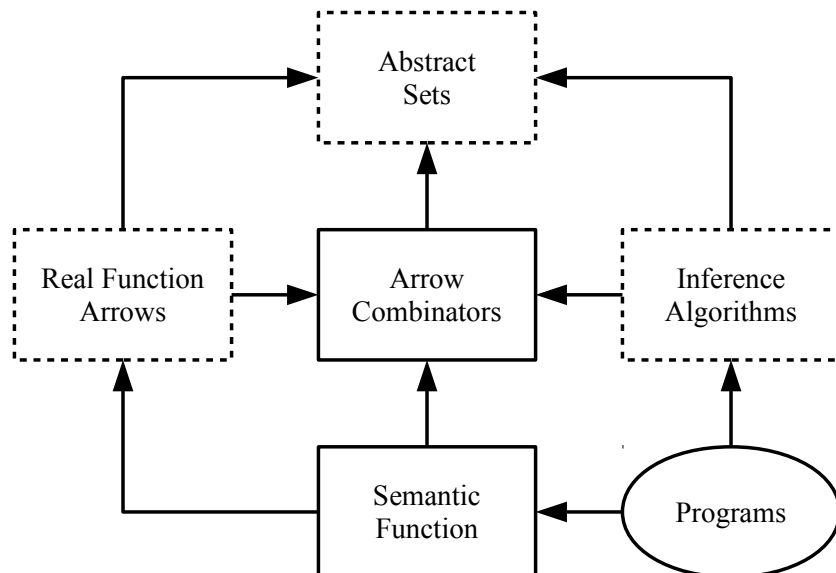 Abstract
Sets
Real Function
Arrows
Arrow
Combinators
Inference
Algorithms
Semantic
Function
Programs